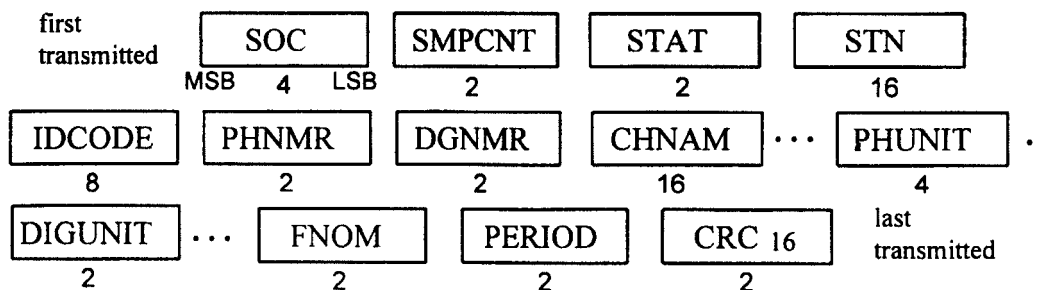 first transmitted SOC SMPCNT STAT STN
MSB 4 LSB 2 2 16
IDCODE PHNMR DGNMR CHNAM ... PHUNIT .
8 2 2 16 4
DIGUNIT ... FNOM PERIOD CRC 16 last transmitted
2 2 2 2